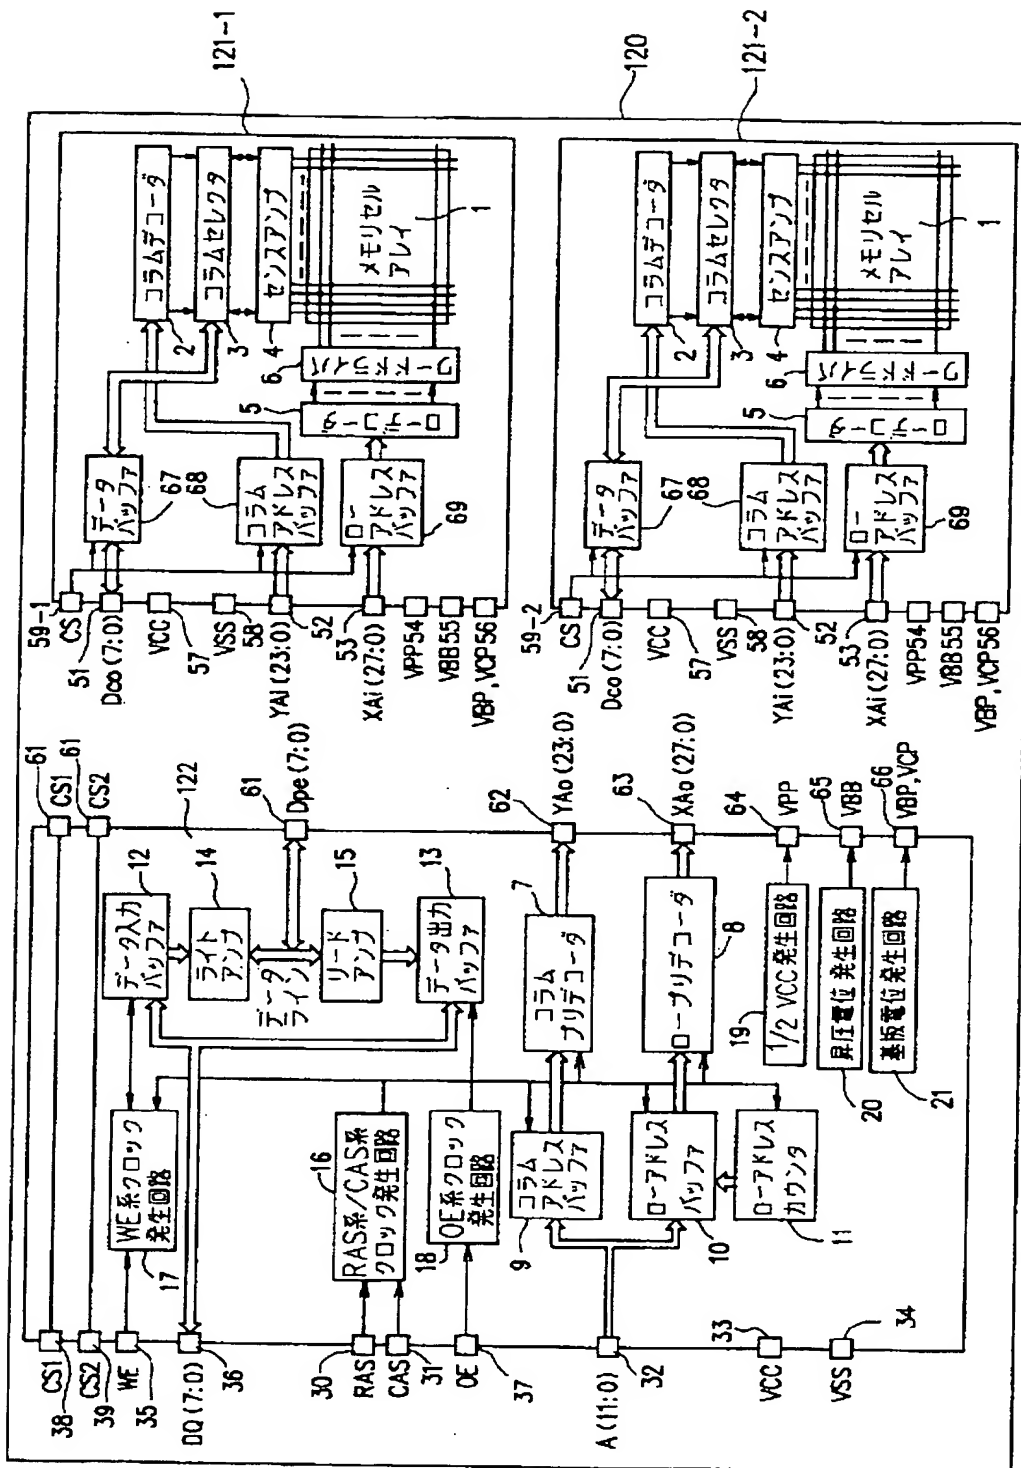 CS1
38
CS2
39
WE
35
DQ(7:0)
36
RAS
30
CAS
31
OE
37
A(11:0)
32
VCC
33
VSS
34
WE系クロック
発生回路
17
RAS系/CAS系
クロック発生回路
16
OE系クロック
発生回路
18
コラム
アドレス
バッファ
9
ローアドレス
バッファ
10
ローアドレス
カウンタ
11
データ入力
バッファ
12
ライト
アンプ
14
データ
ライン
リード
アンプ
15
データ出力
バッファ
13
コラム
プリデコーダ
7
ロープリデコーダ
8
1/2 VCC発生回路
19
昇圧電位発生回路
20
基版電位発生回路
21
61
CS1
61
CS2
122
61
Dpe(7:0)
62
YAo(23:0)
63
XAo(27:0)
64
VPP
65
VBB
66
VBP,VCP
59-1
CS
51
Dco(7:0)
VCC
57
VSS
58
YAi(23:0)
52
XAi(27:0)
53
VPP54
VBB55
VBP,VCP56
データ
バッファ
67
68
コラム
アドレス
バッファ
ロー
アドレス
バッファ
69
コラムデコーダ
2
コラムセレクタ
3
センスアンプ
4
ワードドライバ
6
ローデコーダ
5
メモリセル
アレイ
1
121-1
59-2
CS
51
Dco(7:0)
VCC
57
VSS
58
YAi(23:0)
52
XAi(27:0)
53
VPP54
VBB55
VBP,VCP56
データ
バッファ
67
68
コラム
アドレス
バッファ
ロー
アドレス
バッファ
69
コラムデコーダ
2
コラムセレクタ
3
センスアンプ
4
ワードドライバ
6
ローデコーダ
5
メモリセル
アレイ
1
120
121-2